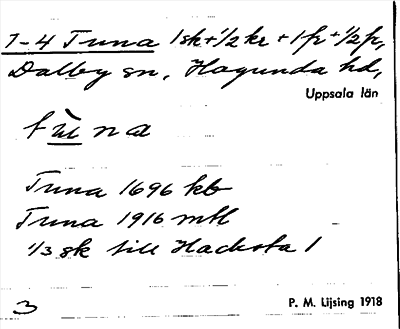 1-4 Tuna 1sk+1/2kr+1fr+1/2fr,
Dalby sn, Hagunda hd,
Uppsala län
tùna
Tuna 1696 kb
Tuna 1916 mtl
1/3 sk till Hacksta 1
3
P. M. Lijsing 1918